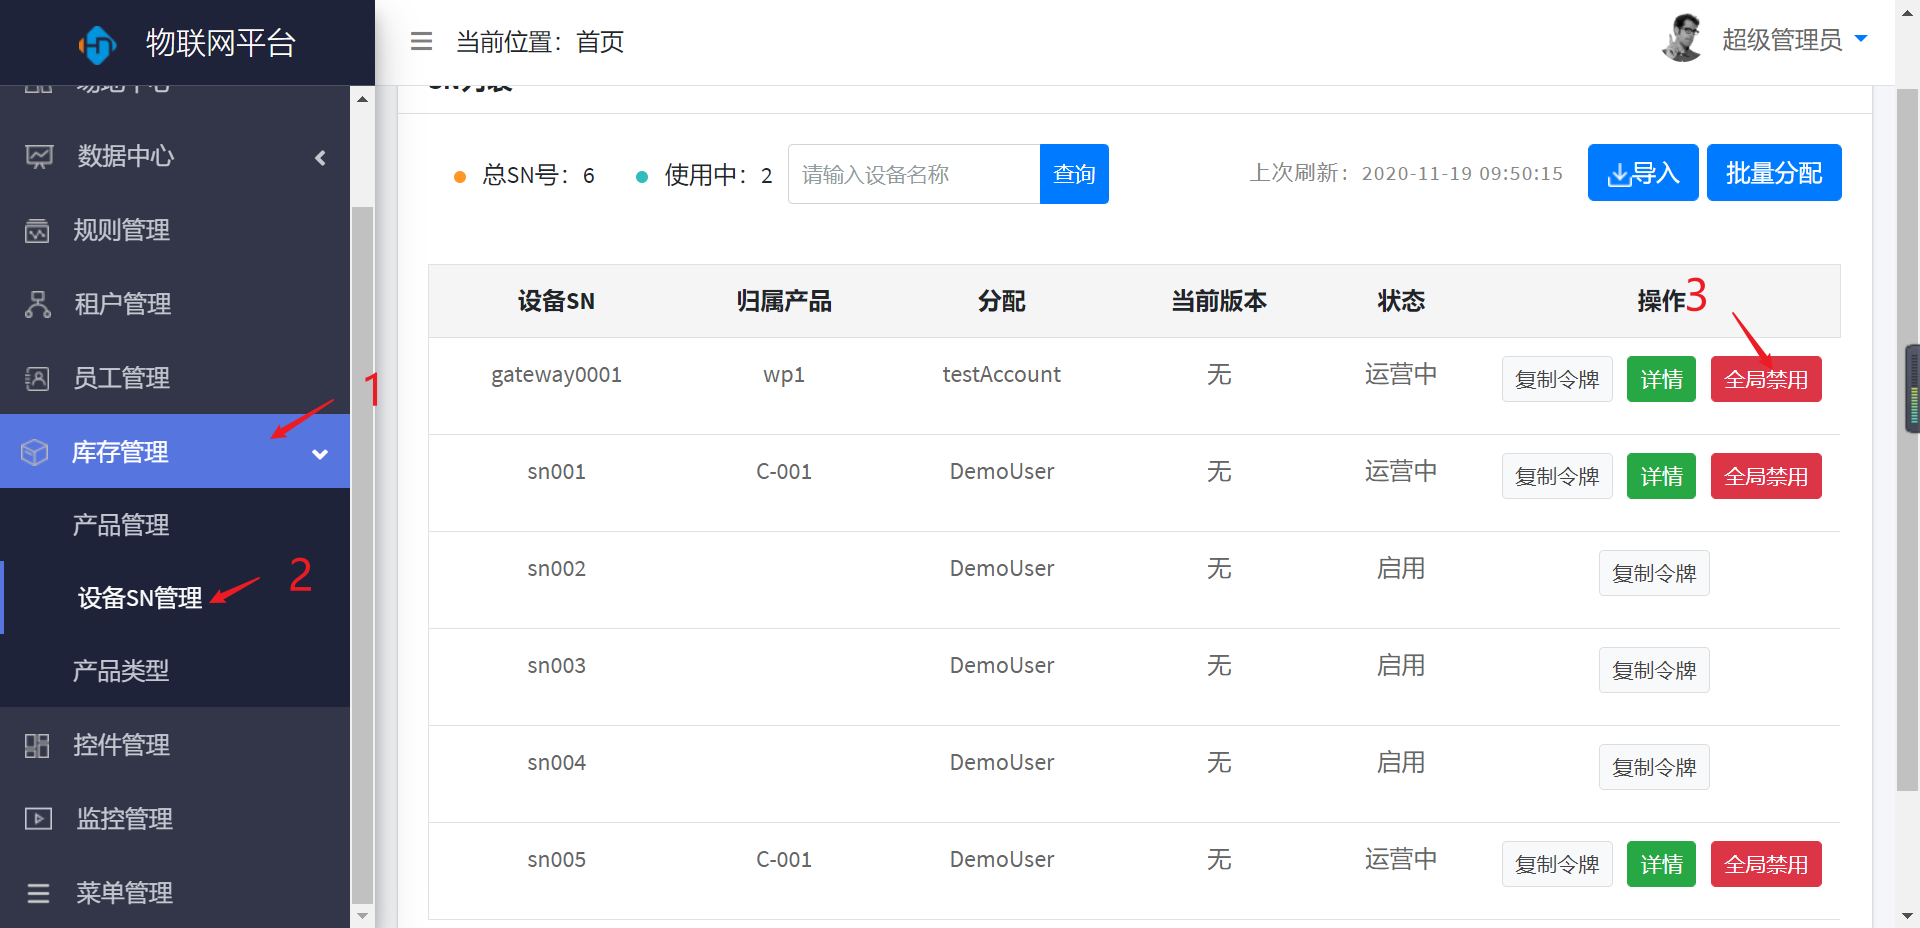 物联网平台
当前位置：首页
超级管理员
数据中心
规则管理
租户管理
员工管理
1
库存管理
产品管理
设备SN管理
2
产品类型
控件管理
监控管理
菜单管理
SN列表
总SN号：6
使用中：2
请输入设备名称
查询
上次刷新：2020-11-19 09:50:15
导入
批量分配
设备SN 归属产品 分配 当前版本 状态 操作
3
gateway0001 wp1 testAccount 无 运营中 复制令牌 详情 全局禁用
sn001 C-001 DemoUser 无 运营中 复制令牌 详情 全局禁用
sn002 DemoUser 无 启用 复制令牌
sn003 DemoUser 无 启用 复制令牌
sn004 DemoUser 无 启用 复制令牌
sn005 C-001 DemoUser 无 运营中 复制令牌 详情 全局禁用